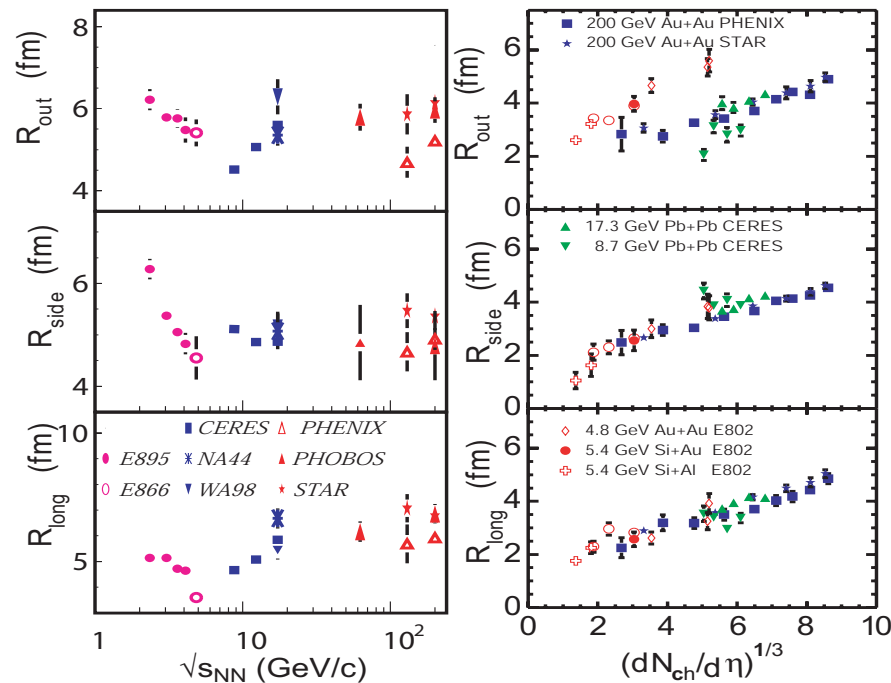 R_out (fm)
6
4
R_side (fm)
6
4
R_long (fm)
10
5
CERES PHENIX
E895 NA44 PHOBOS
E866 WA98 STAR
1 10 10²
√s_NN (GeV/c)
R_out (fm)
6
4
2
0
200 GeV Au+Au PHENIX
200 GeV Au+Au STAR
R_side (fm)
6
4
2
0
17.3 GeV Pb+Pb CERES
8.7 GeV Pb+Pb CERES
R_long (fm)
6
4
2
0
4.8 GeV Au+Au E802
5.4 GeV Si+Au E802
5.4 GeV Si+Al E802
0 2 4 6 8 10
(dN_ch/dη)^1/3